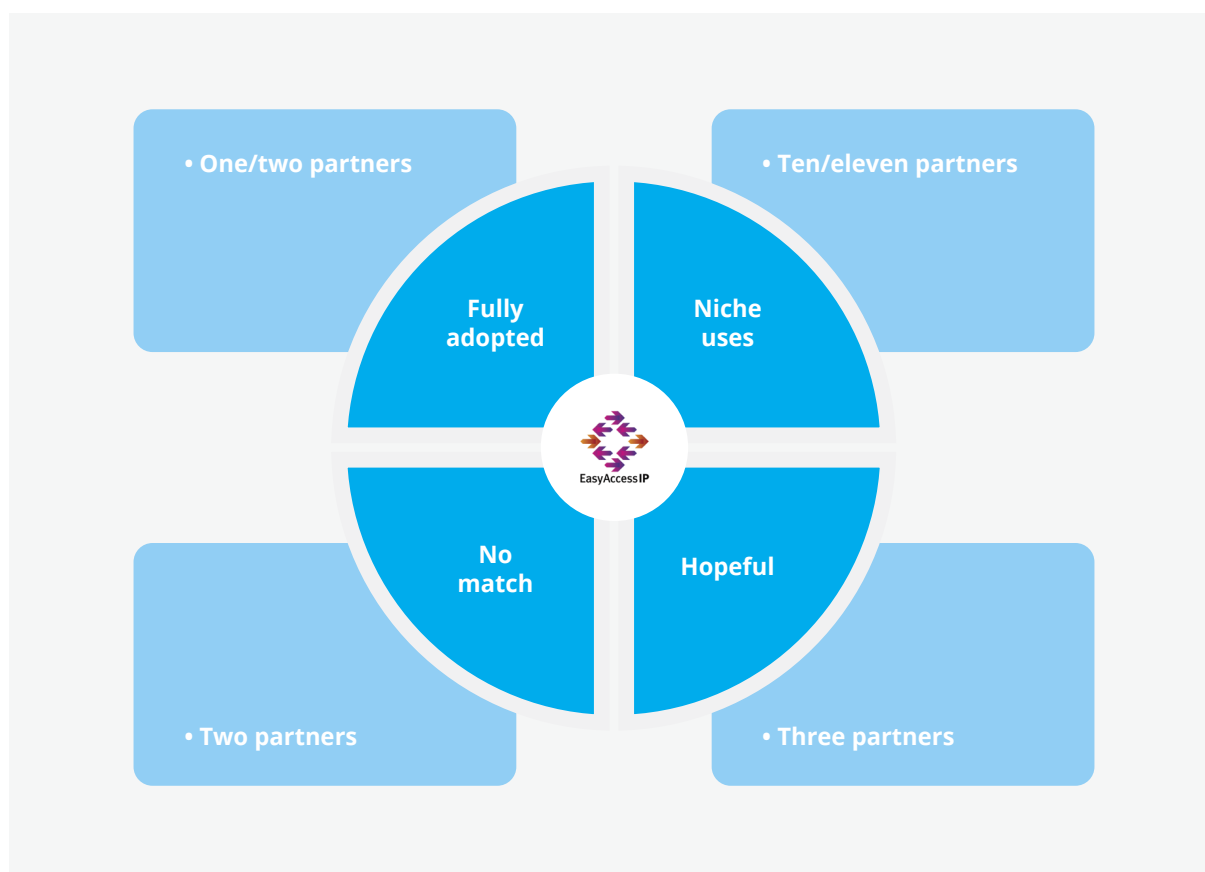 • One/two partners
• Ten/eleven partners
Fully
adopted
Niche
uses
EasyAccessIP
No
match
Hopeful
• Two partners
• Three partners